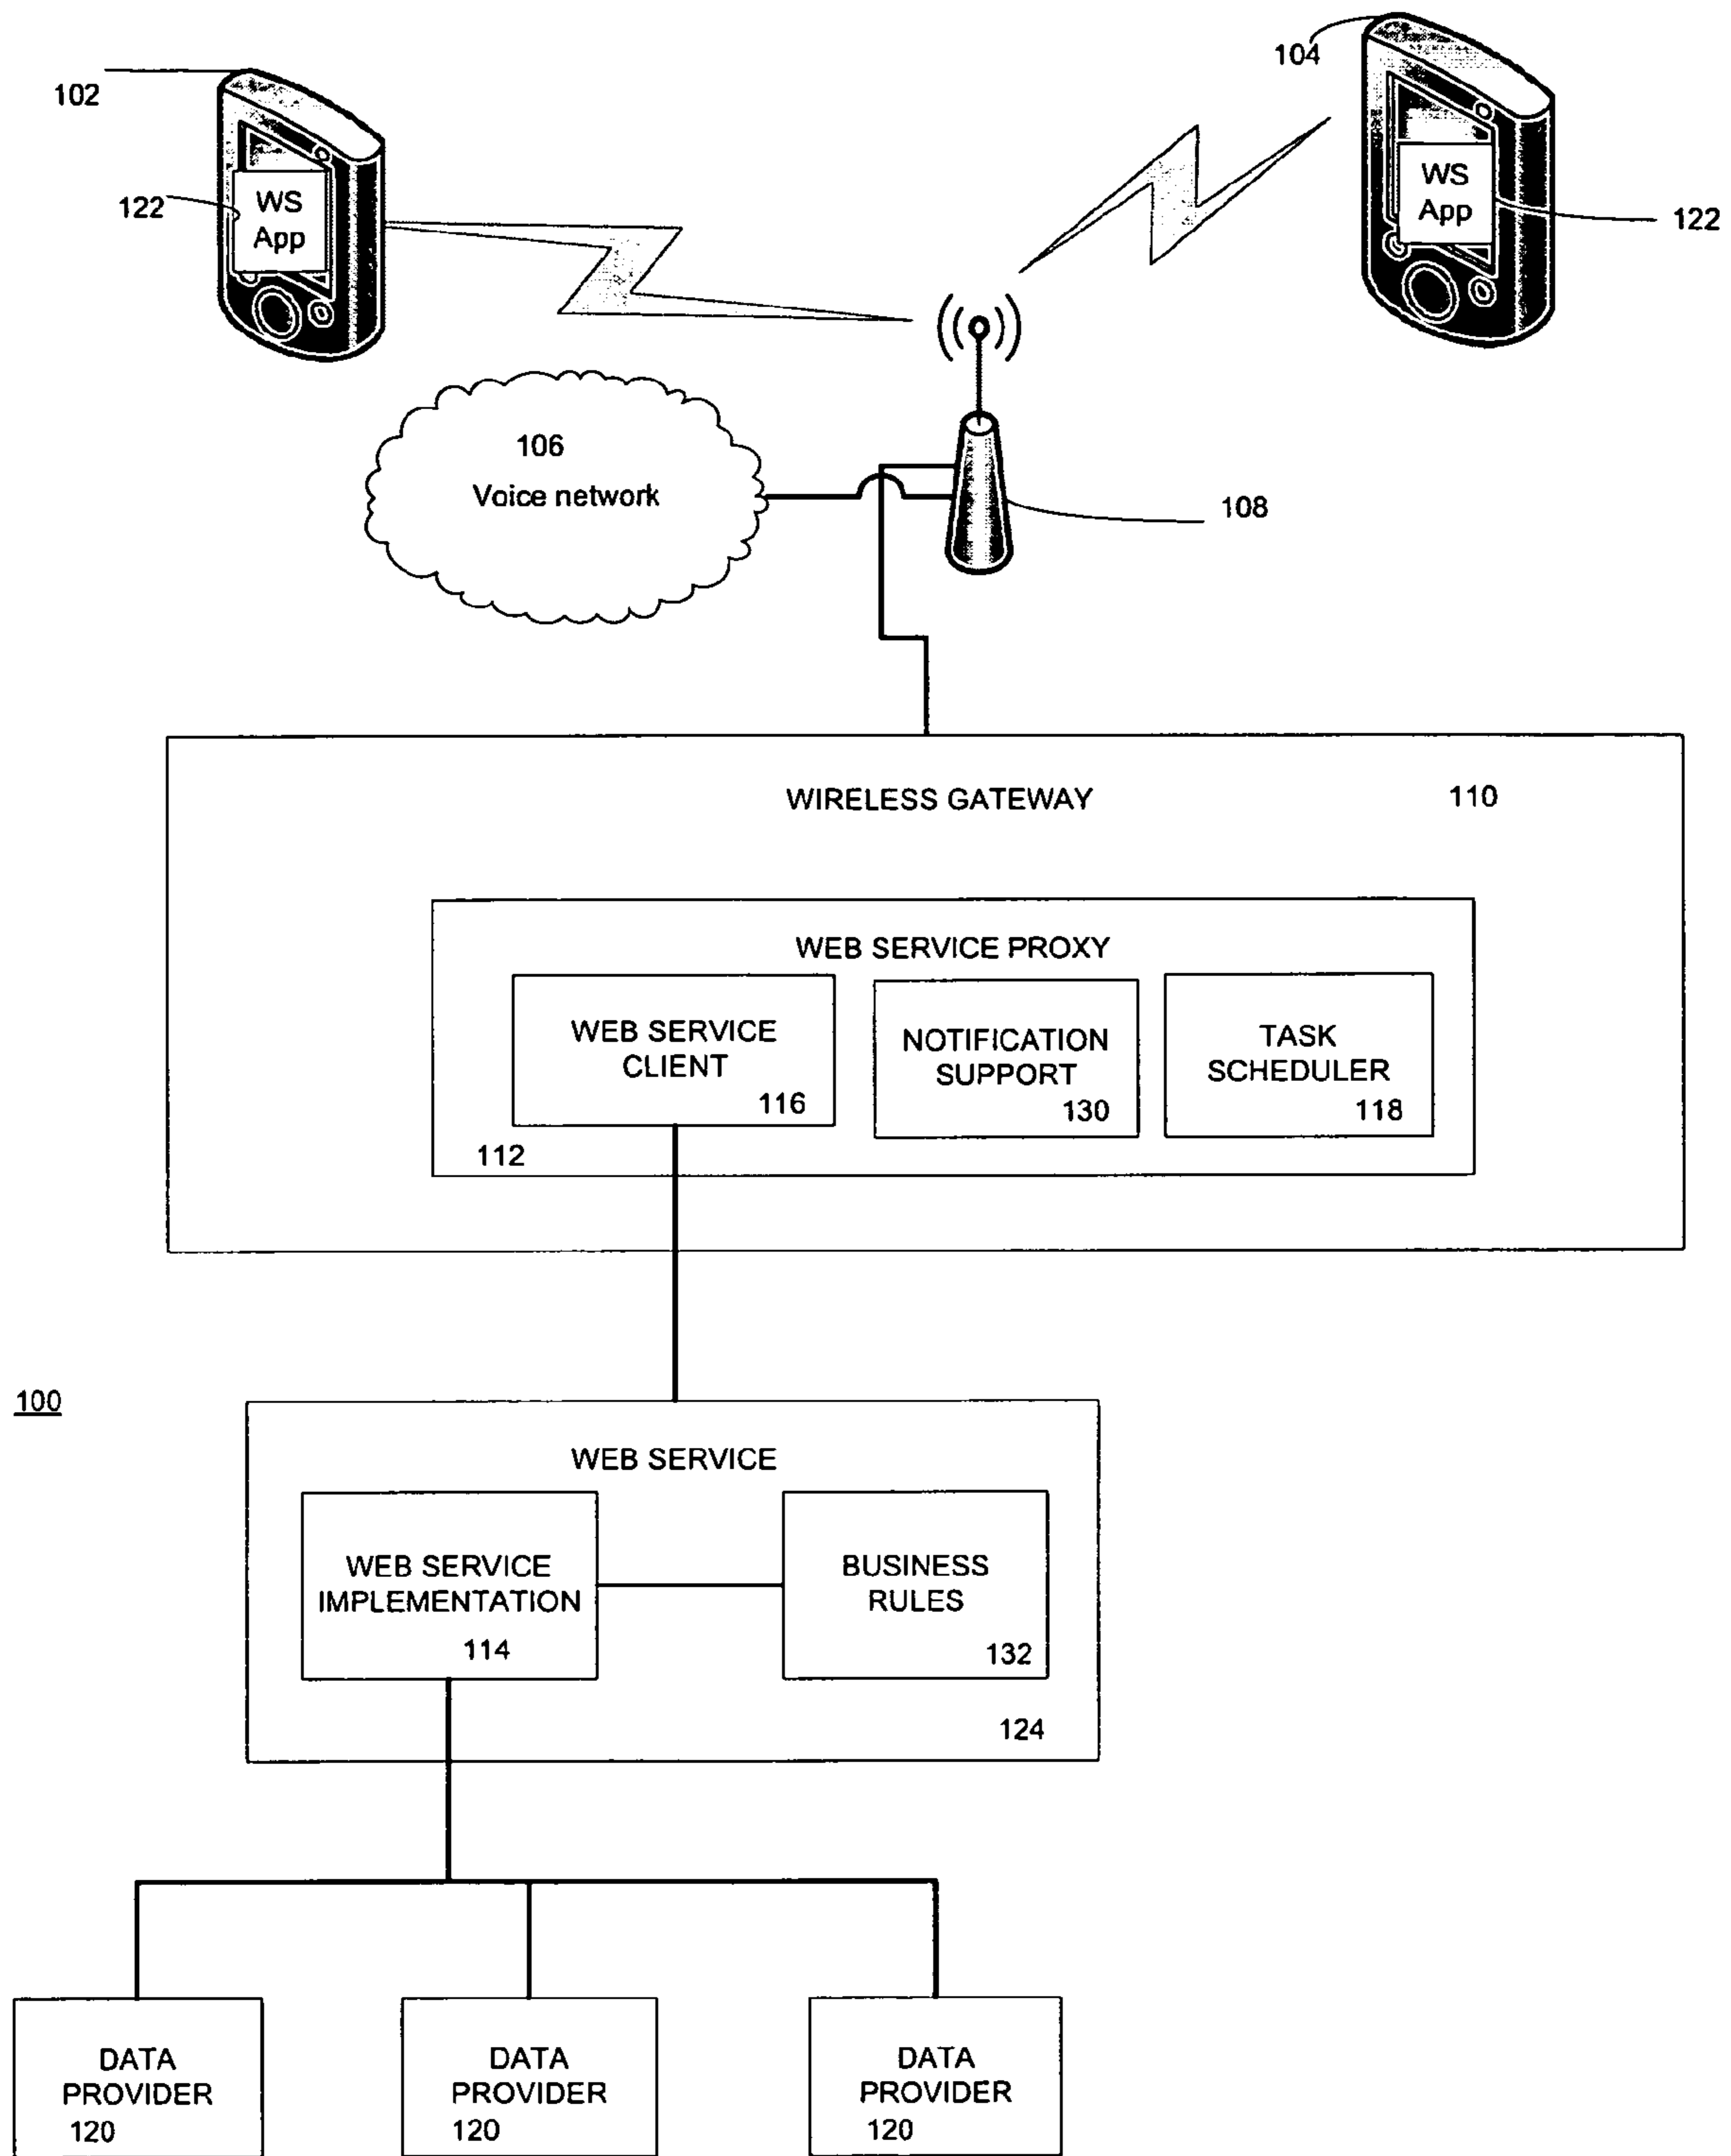 104
102
WS
App
122
WS
App
122
106
Voice network
108
WIRELESS GATEWAY
110
WEB SERVICE PROXY
WEB SERVICE
CLIENT
116
NOTIFICATION
SUPPORT
130
TASK
SCHEDULER
118
112
100
WEB SERVICE
WEB SERVICE
IMPLEMENTATION
114
BUSINESS
RULES
132
124
DATA
PROVIDER
120
DATA
PROVIDER
120
DATA
PROVIDER
120